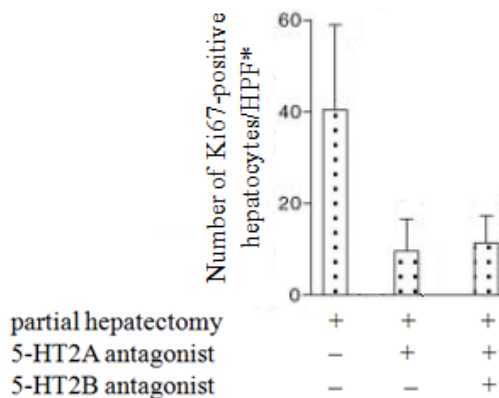 Number of Ki67-positive
hepatocytes/HPF*
60
40
20
0
partial hepatectomy + + +
5-HT2A antagonist – + +
5-HT2B antagonist – – +